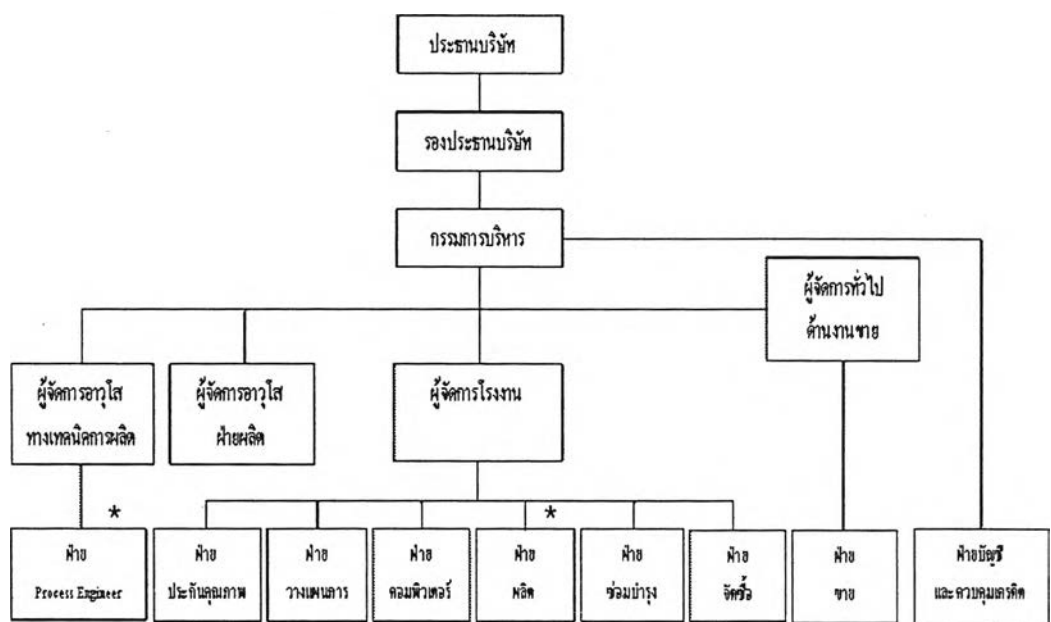 ประธานบริษัท
รองประธานบริษัท
กรรมการบริหาร
ผู้จัดการทั่วไป
ด้านงานขาย
ผู้จัดการอาวุโส
ทางเทคนิคการผลิต
ผู้จัดการอาวุโส
ฝ่ายผลิต
ผู้จัดการโรงงาน
*
*
ฝ่าย
Process Engineer
ฝ่าย
ประกันคุณภาพ
ฝ่าย
วางแผนการ
ฝ่าย
คอมพิวเตอร์
ฝ่าย
ผลิต
ฝ่าย
ซ่อมบำรุง
ฝ่าย
จัดซื้อ
ฝ่าย
ขาย
ฝ่ายบัญชี
และควบคุมเครดิต